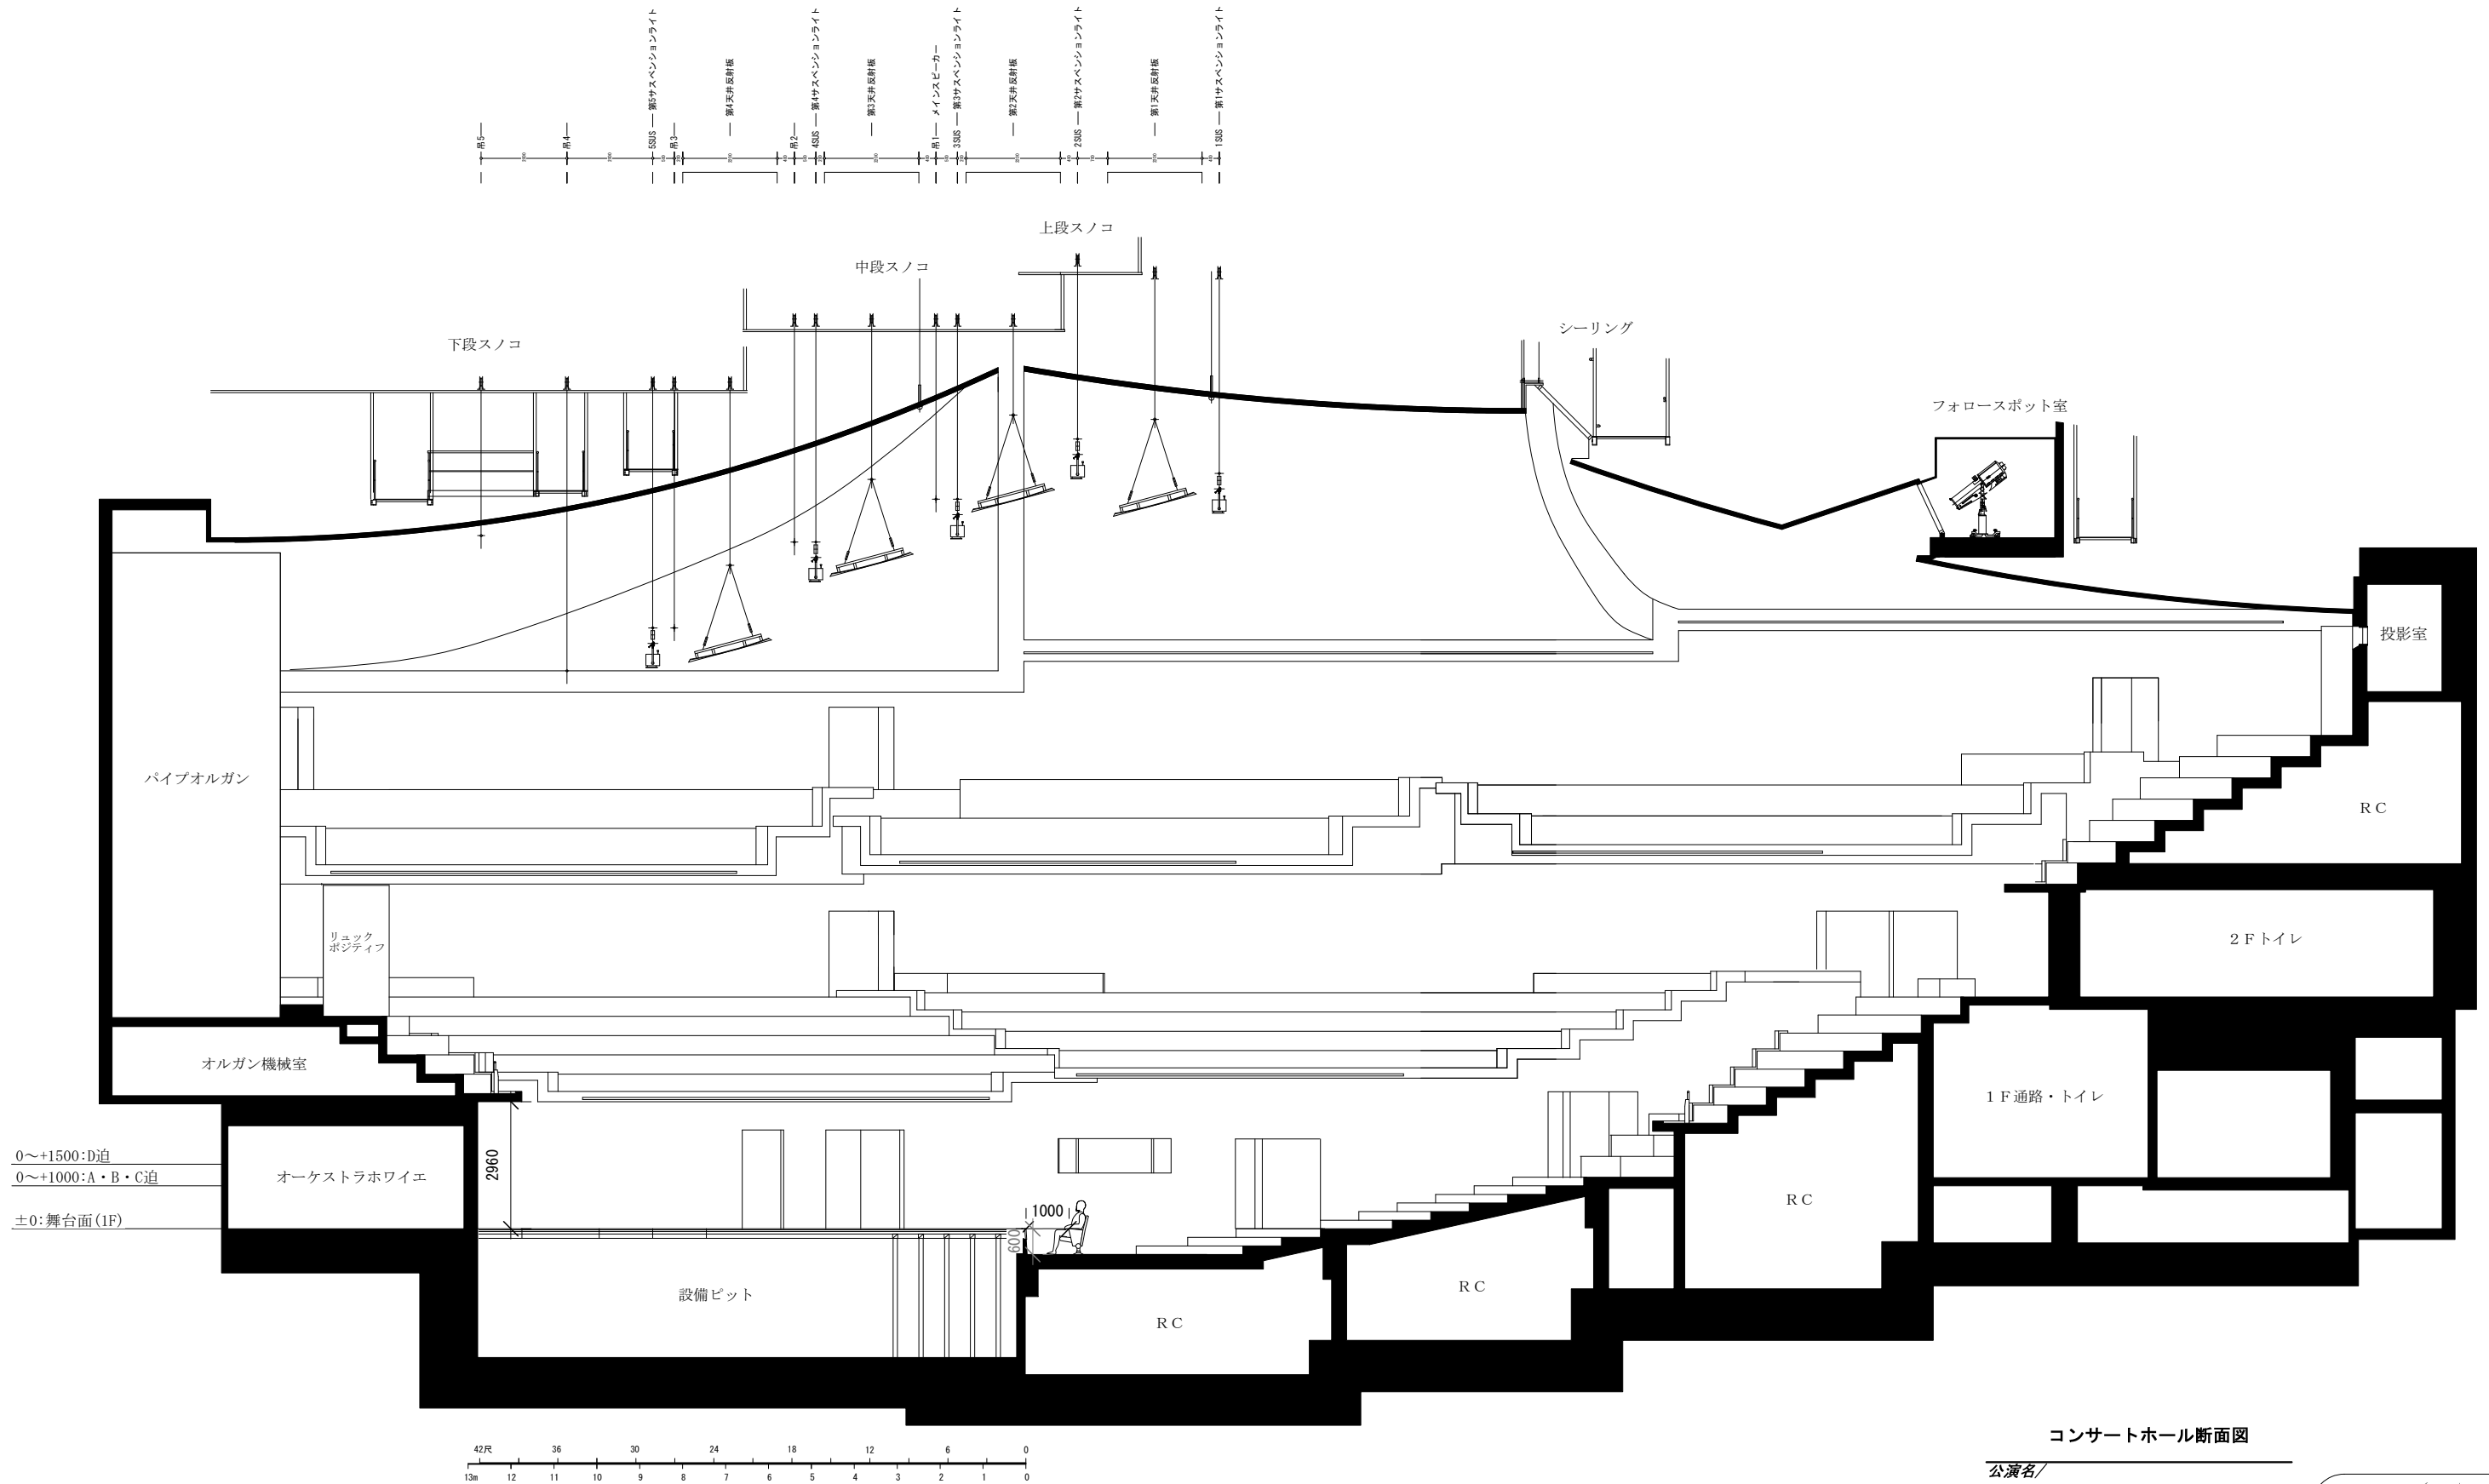 吊5
吊4
5SUS
第5サスペンションライト
吊3
第4天井反射板
吊2
4SUS
第4サスペンションライト
第3天井反射板
吊1
メインスピーカー
3SUS
第3サスペンションライト
第2天井反射板
2SUS
第2サスペンションライト
第1天井反射板
1SUS
第1サスペンションライト
上段スノコ
中段スノコ
下段スノコ
シーリング
フォロースポット室
投影室
パイプオルガン
RC
リュック
ポジティフ
2Fトイレ
オルガン機械室
1F通路・トイレ
0～+1500:D迫
0～+1000:A・B・C迫
±0:舞台面(1F)
オーケストラホワイエ
2960
1000
600
RC
設備ピット
RC
RC
42尺 36 30 24 18 12 6 0
13m 12 11 10 9 8 7 6 5 4 3 2 1 0
コンサートホール断面図
公演名/